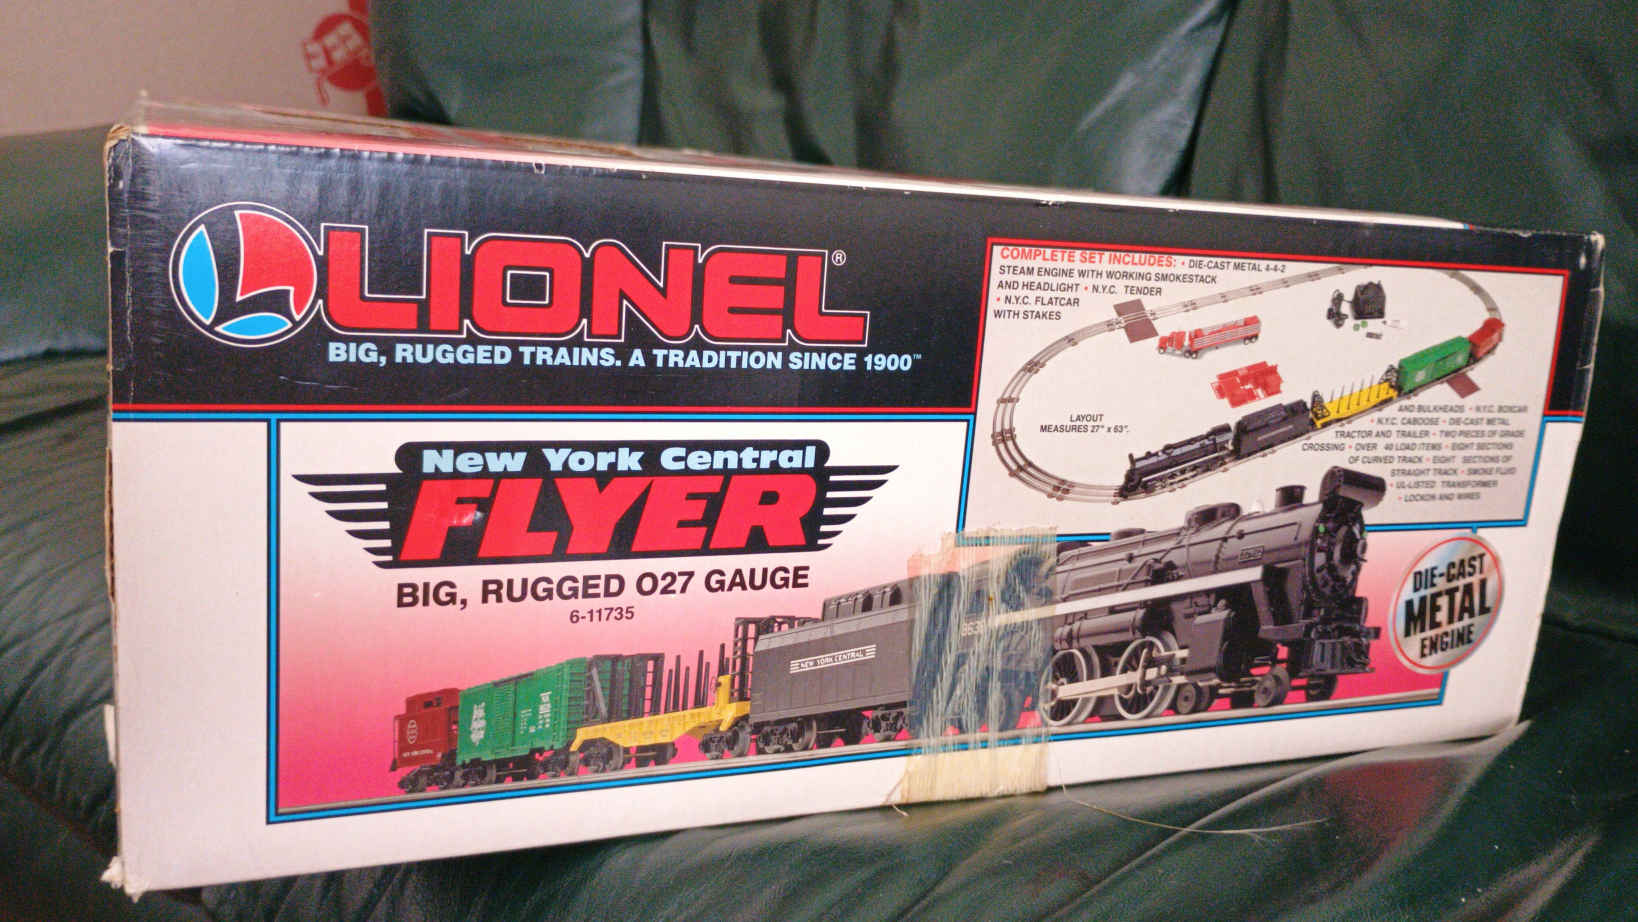 LIONEL®
BIG, RUGGED TRAINS. A TRADITION SINCE 1900™
New York Central
FLYER
BIG, RUGGED O27 GAUGE
6-11735
COMPLETE SET INCLUDES: • DIE-CAST METAL 4-4-2
STEAM ENGINE WITH WORKING SMOKESTACK
AND HEADLIGHT • N.Y.C. TENDER
• N.Y.C. FLATCAR
WITH STAKES
LAYOUT
MEASURES 27" x 63".
AND BULKHEADS • N.Y.C. BOXCAR
• N.Y.C. CABOOSE • DIE-CAST METAL
TRACTOR AND TRAILER • TWO PIECES OF GRADE
CROSSING • OVER 40 LOAD ITEMS • EIGHT SECTIONS
OF CURVED TRACK • EIGHT SECTIONS OF
STRAIGHT TRACK • SMOKE FLUID
• UL-LISTED TRANSFORMER
• LOCKON AND WIRES
DIE-CAST
METAL
ENGINE
NEW YORK CENTRAL